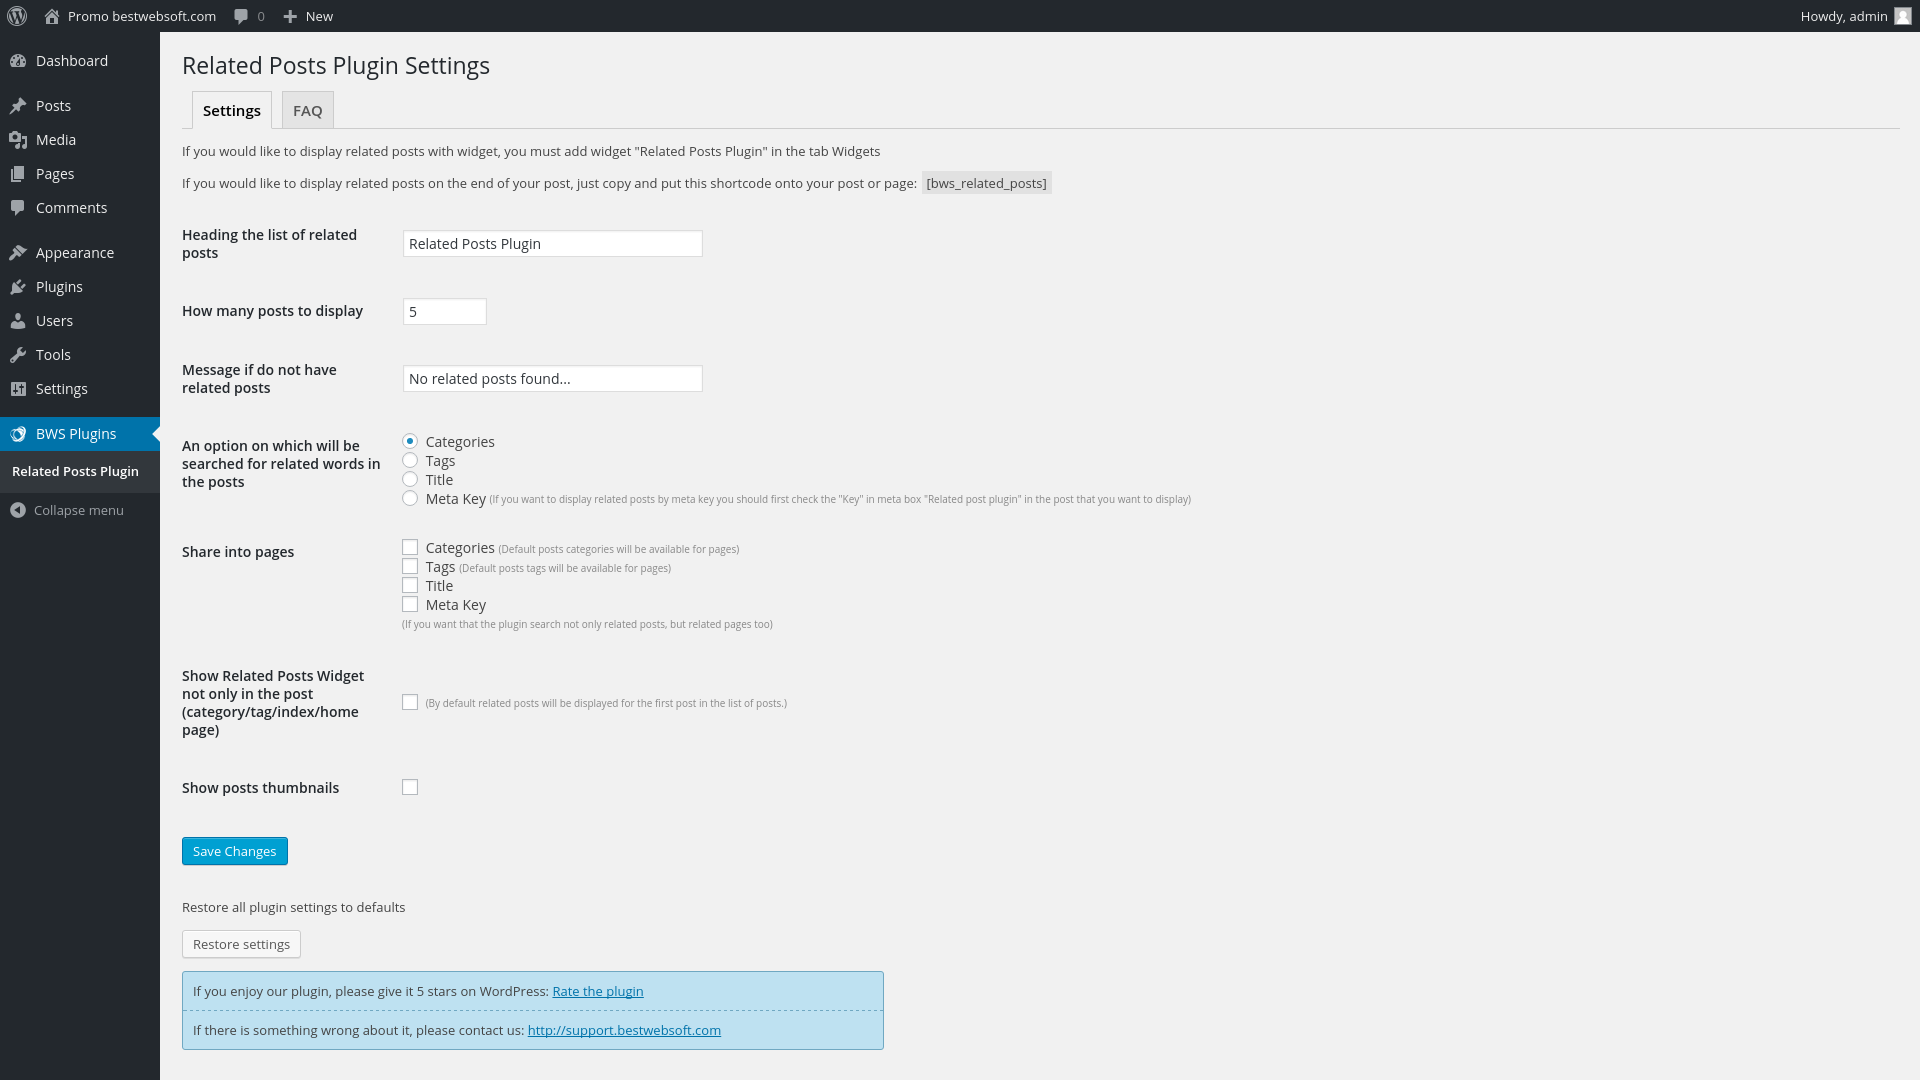 Promo bestwebsoft.com
0
New
Howdy, admin
Dashboard
Posts
Media
Pages
Comments
Appearance
Plugins
Users
Tools
Settings
BWS Plugins
Related Posts Plugin
Collapse menu
Related Posts Plugin Settings
Settings
FAQ
If you would like to display related posts with widget, you must add widget "Related Posts Plugin" in the tab Widgets
If you would like to display related posts on the end of your post, just copy and put this shortcode onto your post or page: [bws_related_posts]
Heading the list of related
posts
Related Posts Plugin
How many posts to display
5
Message if do not have
related posts
No related posts found...
An option on which will be
searched for related words in
the posts
Categories
Tags
Title
Meta Key (If you want to display related posts by meta key you should first check the "Key" in meta box "Related post plugin" in the post that you want to display)
Share into pages
Categories (Default posts categories will be available for pages)
Tags (Default posts tags will be available for pages)
Title
Meta Key
(If you want that the plugin search not only related posts, but related pages too)
Show Related Posts Widget
not only in the post
(category/tag/index/home
page)
(By default related posts will be displayed for the first post in the list of posts.)
Show posts thumbnails
Save Changes
Restore all plugin settings to defaults
Restore settings
If you enjoy our plugin, please give it 5 stars on WordPress: Rate the plugin
If there is something wrong about it, please contact us: http://support.bestwebsoft.com